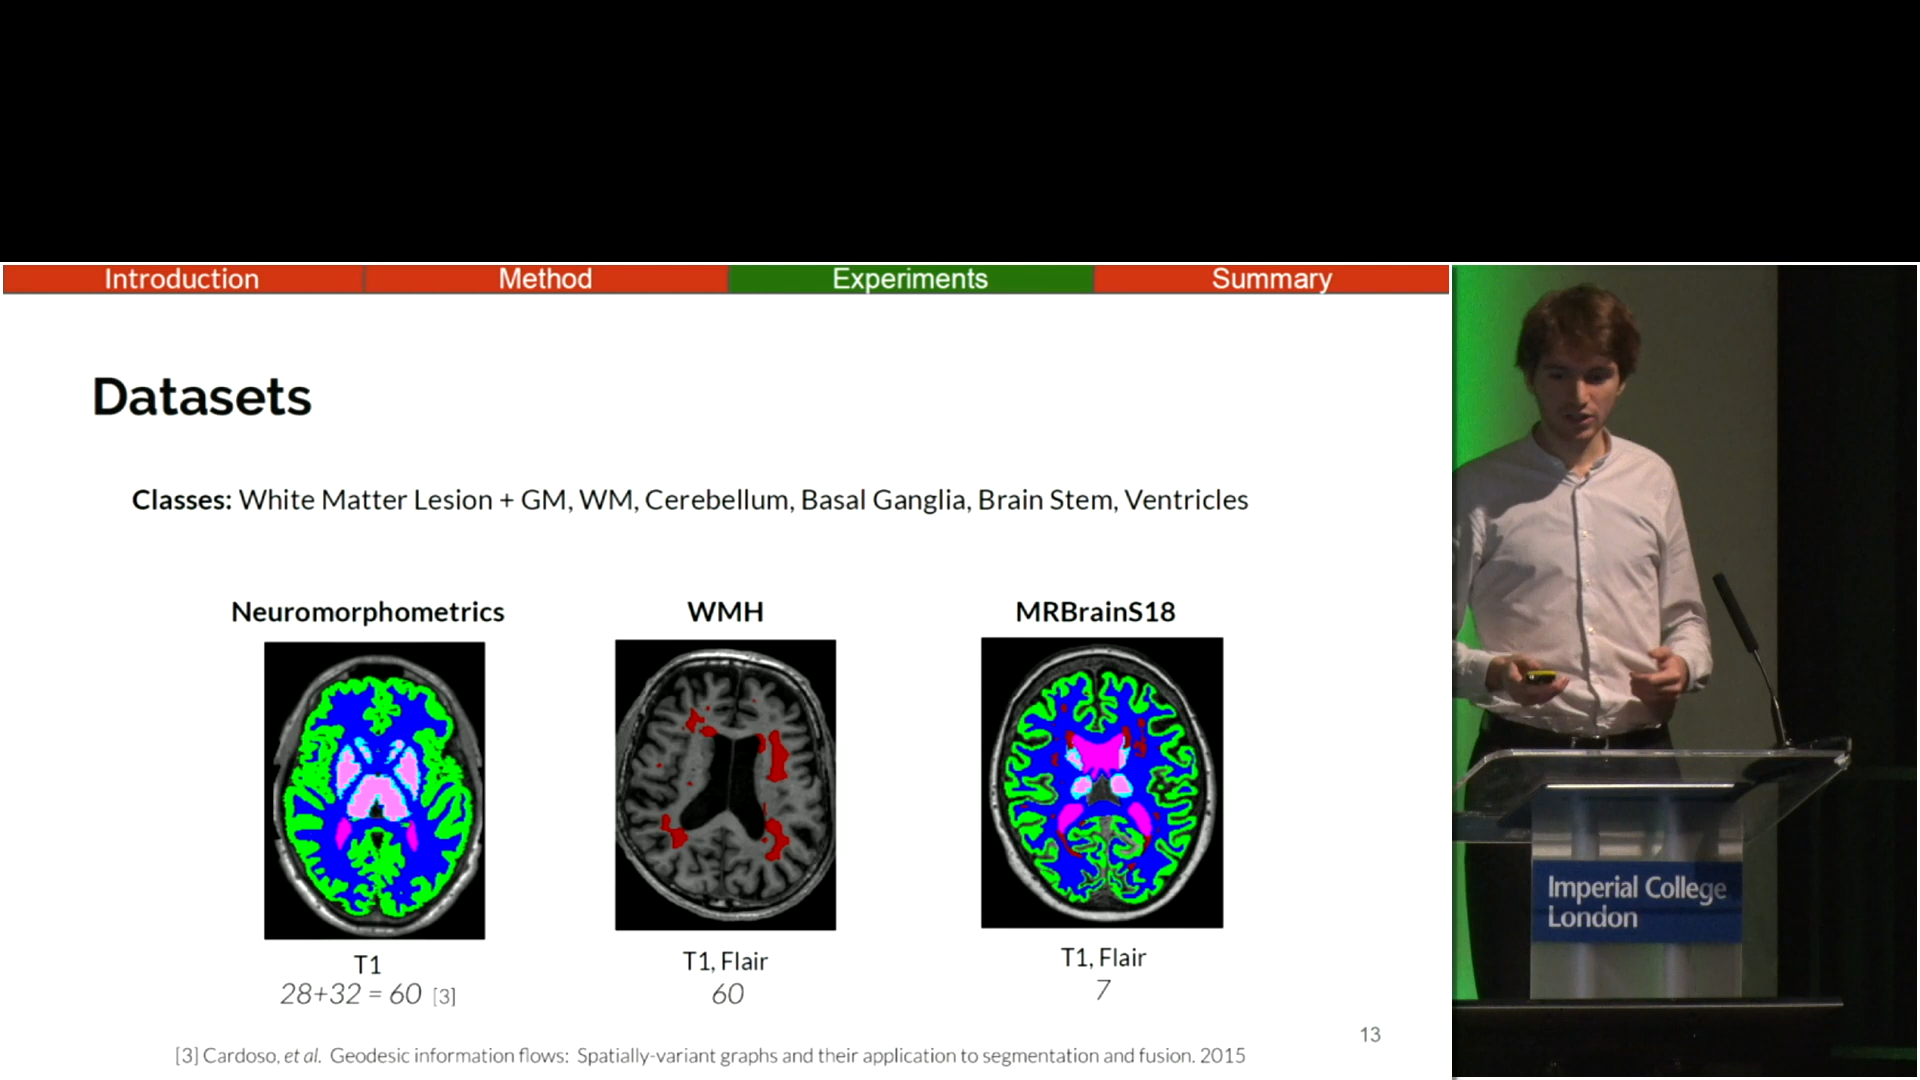 Introduction
Method
Experiments
Summary
Datasets
Classes: White Matter Lesion + GM, WM, Cerebellum, Basal Ganglia, Brain Stem, Ventricles
Neuromorphometrics
WMH
MRBrainS18
T1
28+32 = 60 [3]
T1, Flair
60
T1, Flair
7
13
[3] Cardoso, et al. Geodesic information flows: Spatially-variant graphs and their application to segmentation and fusion. 2015
Imperial College
London